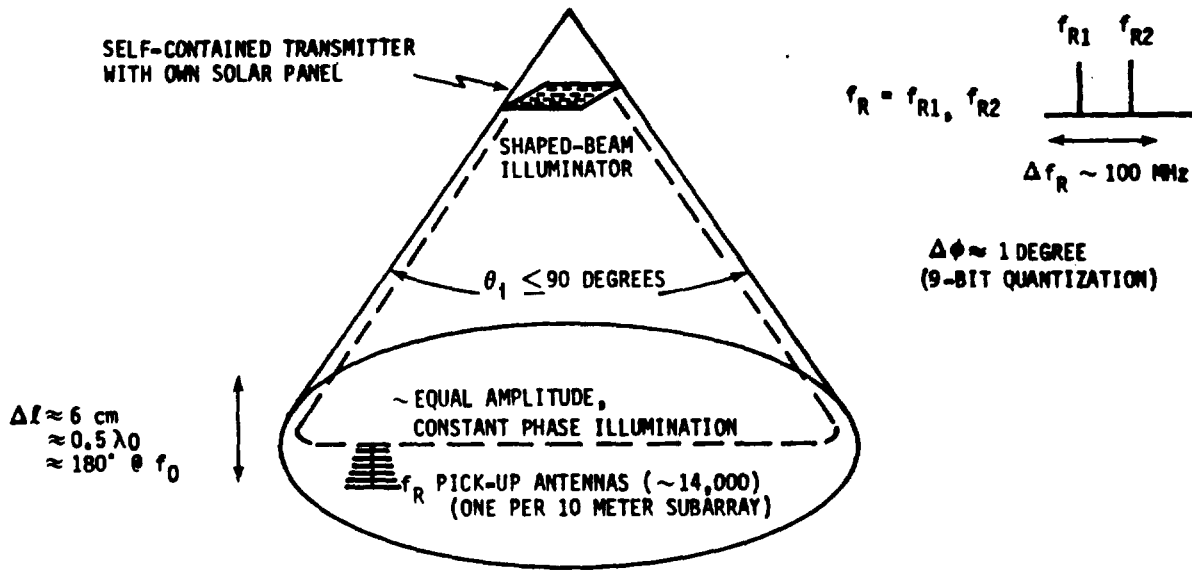 SELF-CONTAINED TRANSMITTER
WITH OWN SOLAR PANEL
SHAPED-BEAM
ILLUMINATOR
f_R1 f_R2
f_R = f_R1, f_R2
Δf_R ~ 100 MHz
Δϕ ≈ 1 DEGREE
(9-BIT QUANTIZATION)
θ_1 ≤ 90 DEGREES
Δℓ ≈ 6 cm
≈ 0.5 λ_0
≈ 180° @ f_0
~ EQUAL AMPLITUDE,
CONSTANT PHASE ILLUMINATION
f_R PICK-UP ANTENNAS (~14,000)
(ONE PER 10 METER SUBARRAY)